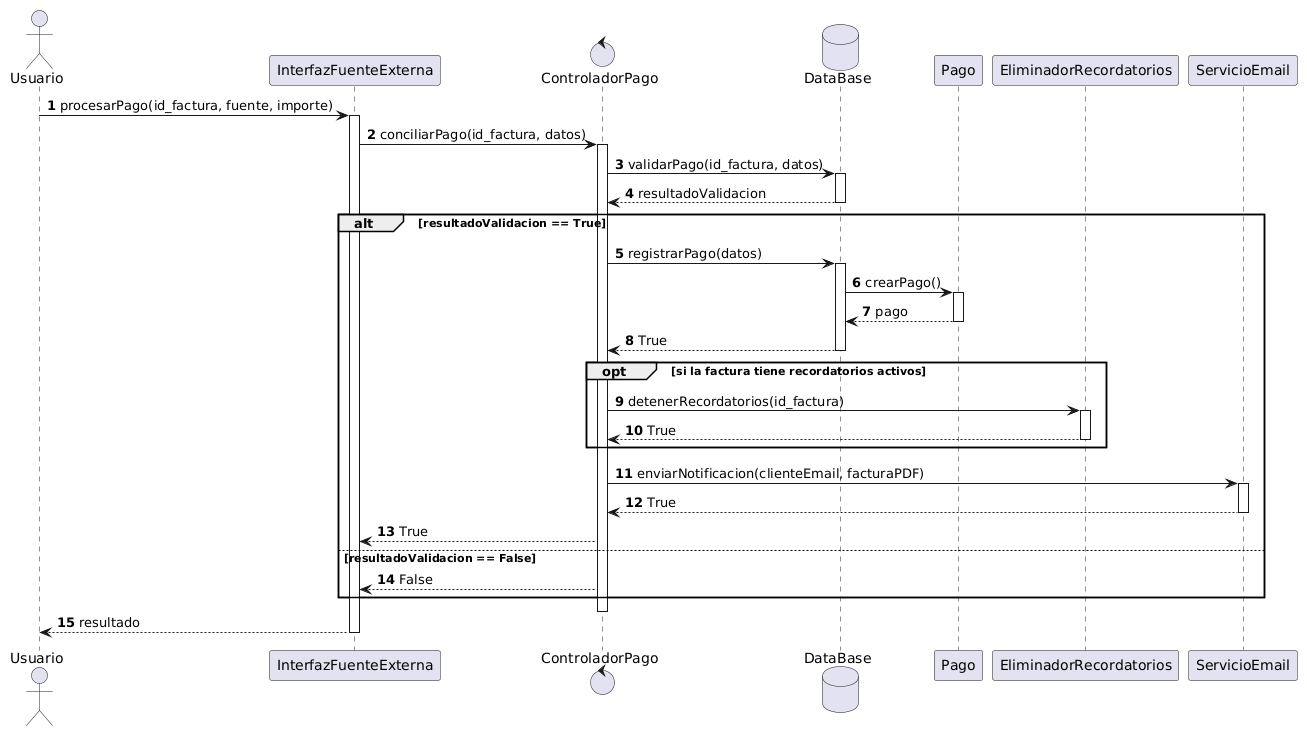 Usuario
InterfazFuenteExterna
ControladorPago
DataBase
Pago
EliminadorRecordatorios
ServicioEmail
1 procesarPago(id_factura, fuente, importe)
2 conciliarPago(id_factura, datos)
3 validarPago(id_factura, datos)
4 resultadoValidacion
alt [resultadoValidacion == True]
5 registrarPago(datos)
6 crearPago()
7 pago
8 True
opt [si la factura tiene recordatorios activos]
9 detenerRecordatorios(id_factura)
10 True
11 enviarNotificacion(clienteEmail, facturaPDF)
12 True
13 True
[resultadoValidacion == False]
14 False
15 resultado
Usuario
InterfazFuenteExterna
ControladorPago
DataBase
Pago
EliminadorRecordatorios
ServicioEmail